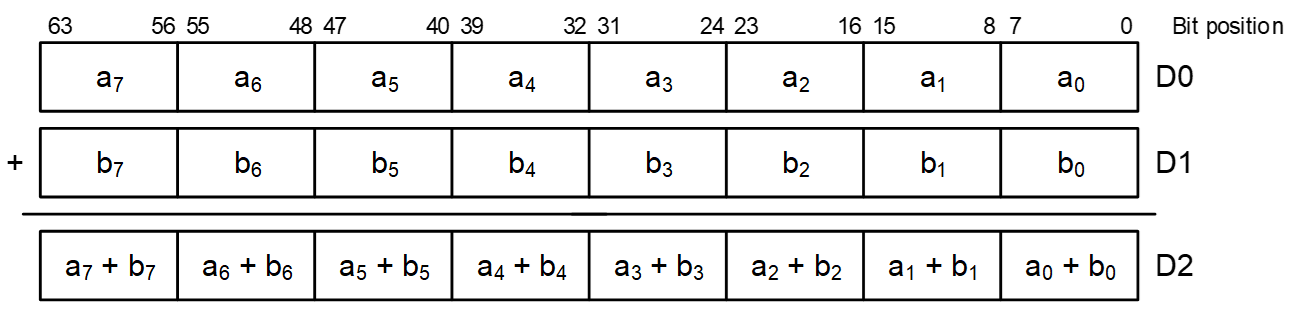 63 56 55 48 47 40 39 32 31 24 23 16 15 8 7 0 Bit position
a₇ a₆ a₅ a₄ a₃ a₂ a₁ a₀ D0
+ b₇ b₆ b₅ b₄ b₃ b₂ b₁ b₀ D1
a₇ + b₇ a₆ + b₆ a₅ + b₅ a₄ + b₄ a₃ + b₃ a₂ + b₂ a₁ + b₁ a₀ + b₀ D2